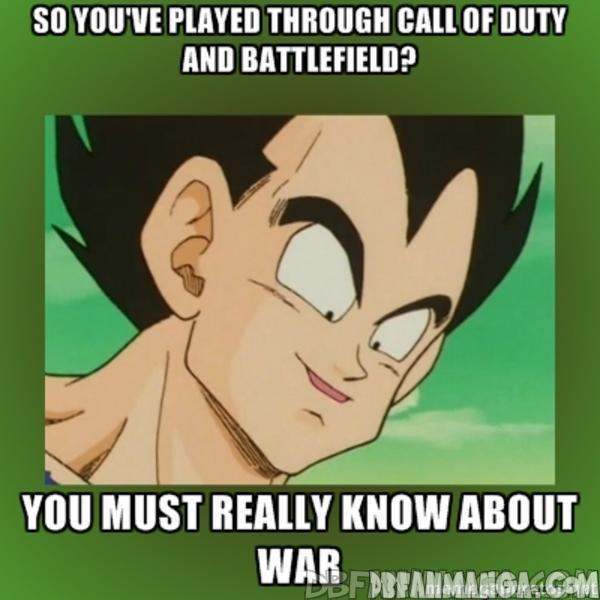 SO YOU'VE PLAYED THROUGH CALL OF DUTY
AND BATTLEFIELD?
YOU MUST REALLY KNOW ABOUT
WAR
DBFANMANGA.COM